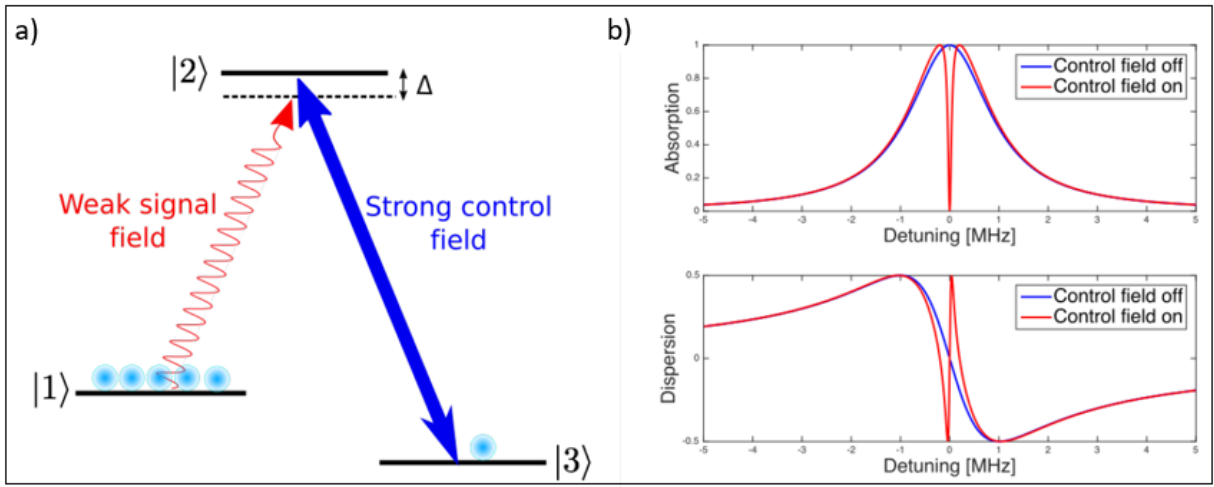 a)
|2⟩
Δ
Weak signal
field
Strong control
field
|1⟩
|3⟩
b)
1
0.8
0.6
0.4
0.2
0
Absorption
Control field off
Control field on
-5 -4 -3 -2 -1 0 1 2 3 4 5
Detuning [MHz]
0.5
0
-0.5
Dispersion
Control field off
Control field on
-5 -4 -3 -2 -1 0 1 2 3 4 5
Detuning [MHz]